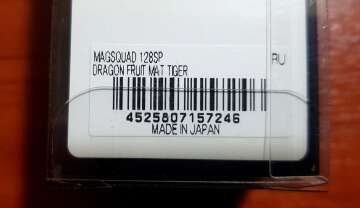 MAGSQUAD 128SP
RU
DRAGON FRUIT MAT TIGER
4525807157246
MADE IN JAPAN